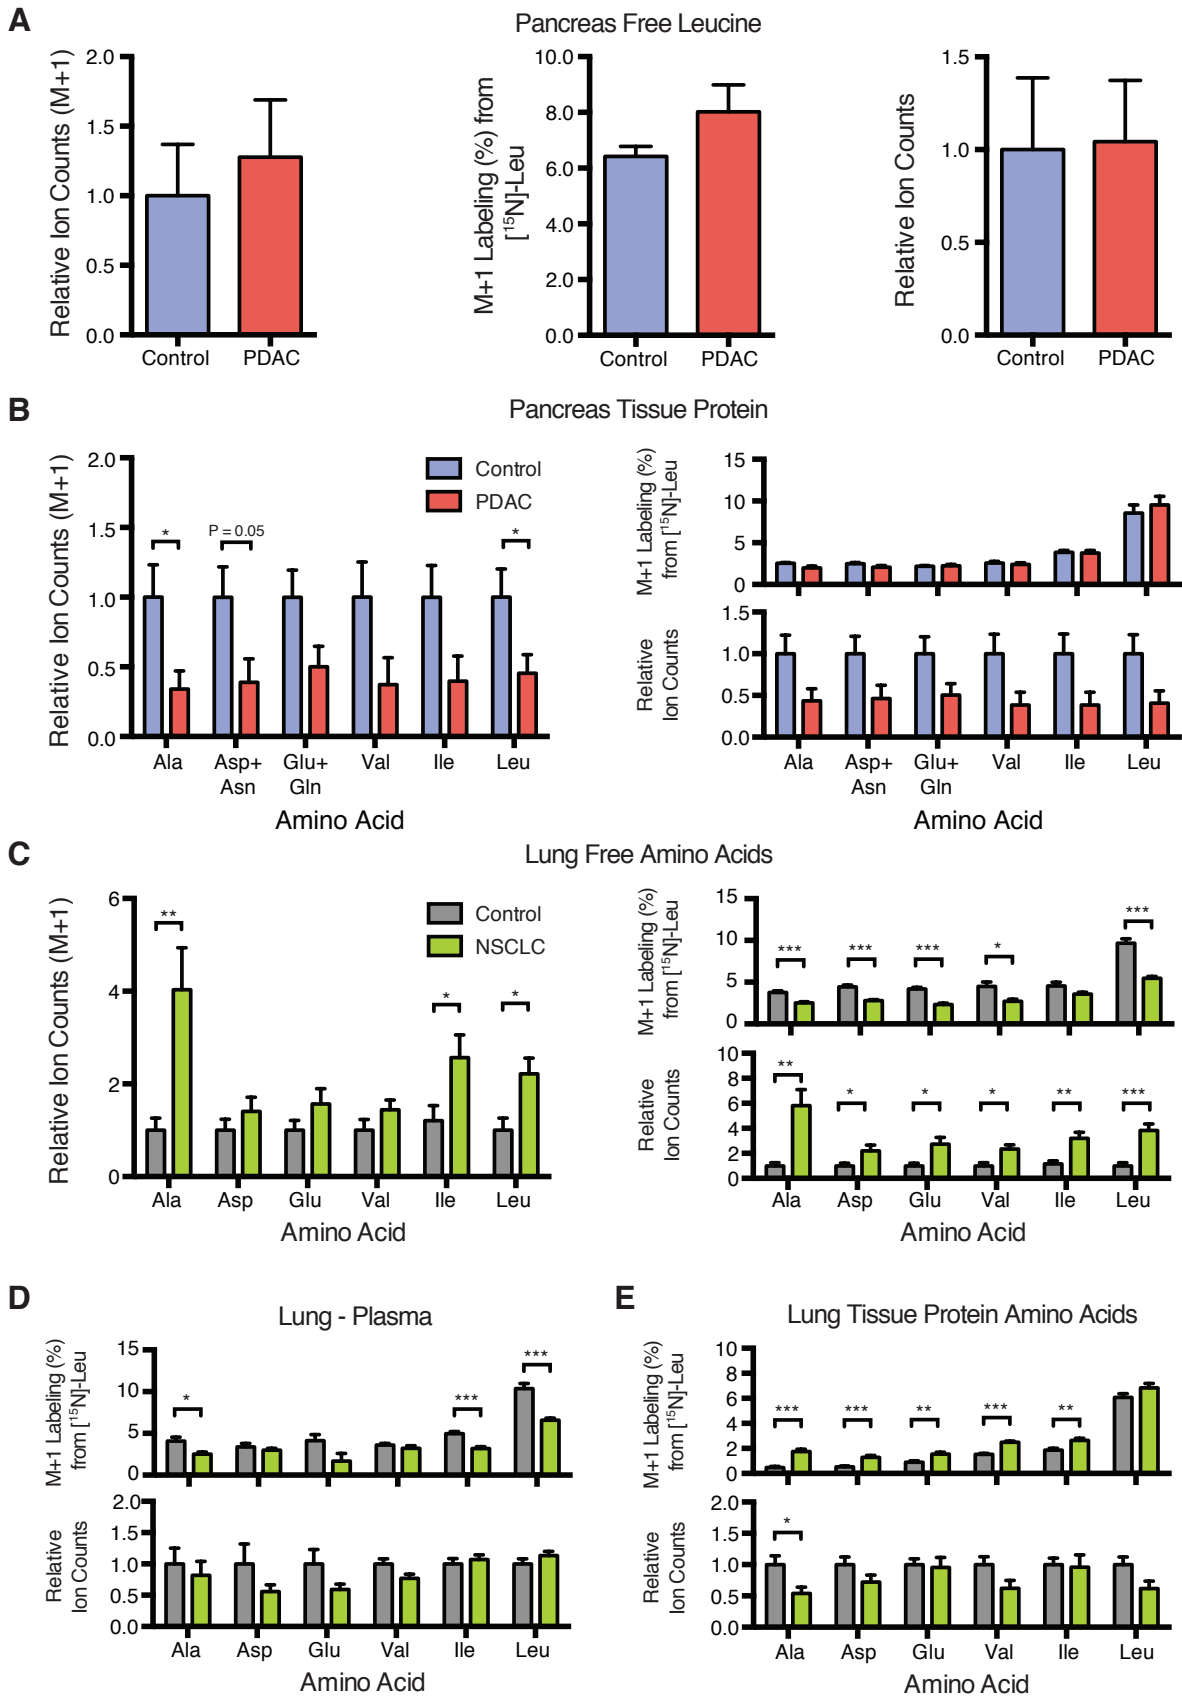 A
Pancreas Free Leucine
Relative Ion Counts (M+1)
2.0
1.5
1.0
0.5
0.0
Control
PDAC
M+1 Labeling (%) from
[15N]-Leu
10.0
8.0
6.0
4.0
2.0
0.0
Control
PDAC
Relative Ion Counts
1.5
1.0
0.5
0.0
Control
PDAC
B
Pancreas Tissue Protein
Relative Ion Counts (M+1)
2.0
1.5
1.0
0.5
0.0
Control
PDAC
*
P = 0.05
*
Ala
Asp+
Asn
Glu+
Gln
Val
Ile
Leu
Amino Acid
M+1 Labeling (%)
from [15N]-Leu
15
10
5
0
Relative
Ion Counts
1.5
1.0
0.5
0.0
Ala
Asp+
Asn
Glu+
Gln
Val
Ile
Leu
Amino Acid
C
Lung Free Amino Acids
Relative Ion Counts (M+1)
6
4
2
0
Control
NSCLC
**
*
*
Ala
Asp
Glu
Val
Ile
Leu
Amino Acid
M+1 Labeling (%)
from [15N]-Leu
15
10
5
0
***
***
***
*
***
Relative
Ion Counts
10
8
6
4
2
0
**
*
*
*
**
***
Ala
Asp
Glu
Val
Ile
Leu
Amino Acid
D
Lung - Plasma
M+1 Labeling (%)
from [15N]-Leu
15
10
5
0
*
***
***
Relative
Ion Counts
2.0
1.5
1.0
0.5
0.0
Ala
Asp
Glu
Val
Ile
Leu
Amino Acid
E
Lung Tissue Protein Amino Acids
M+1 Labeling (%)
from [15N]-Leu
10
8
6
4
2
0
***
***
**
***
**
Relative
Ion Counts
2.0
1.5
1.0
0.5
0.0
*
Ala
Asp
Glu
Val
Ile
Leu
Amino Acid